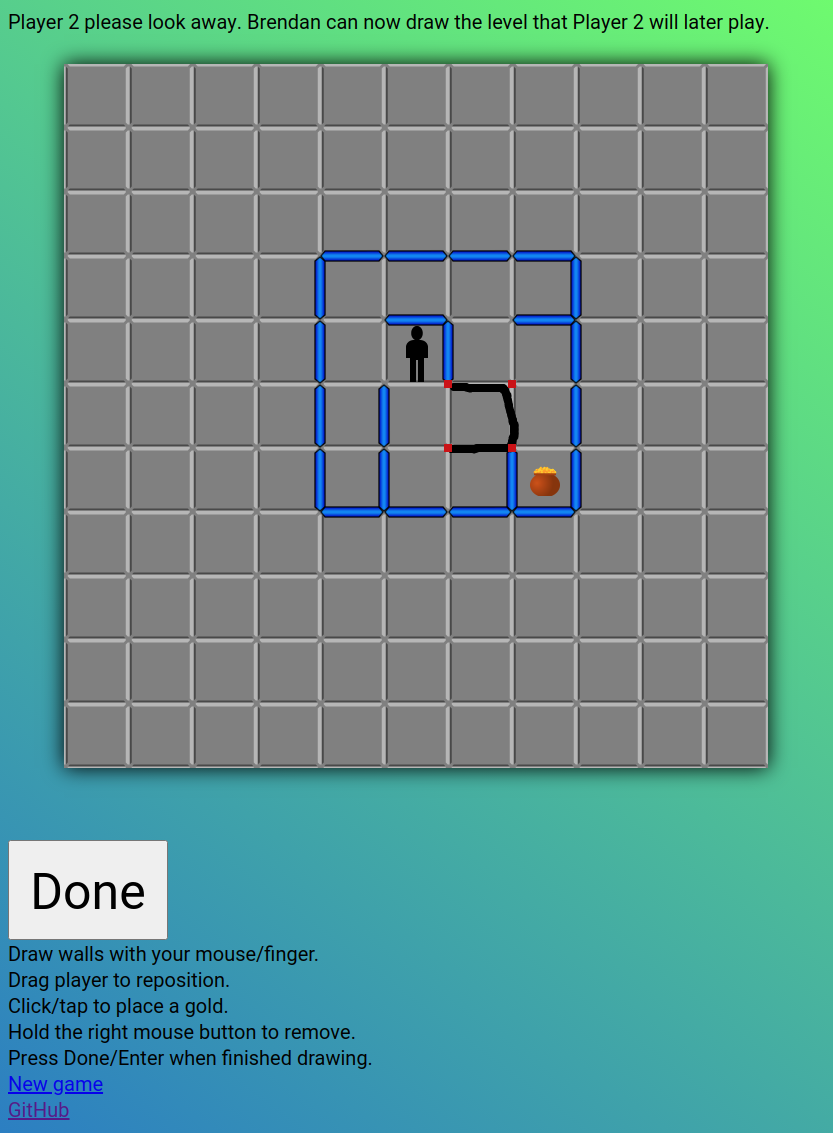 Player 2 please look away. Brendan can now draw the level that Player 2 will later play.
Done
Draw walls with your mouse/finger.
Drag player to reposition.
Click/tap to place a gold.
Hold the right mouse button to remove.
Press Done/Enter when finished drawing.
New game
GitHub